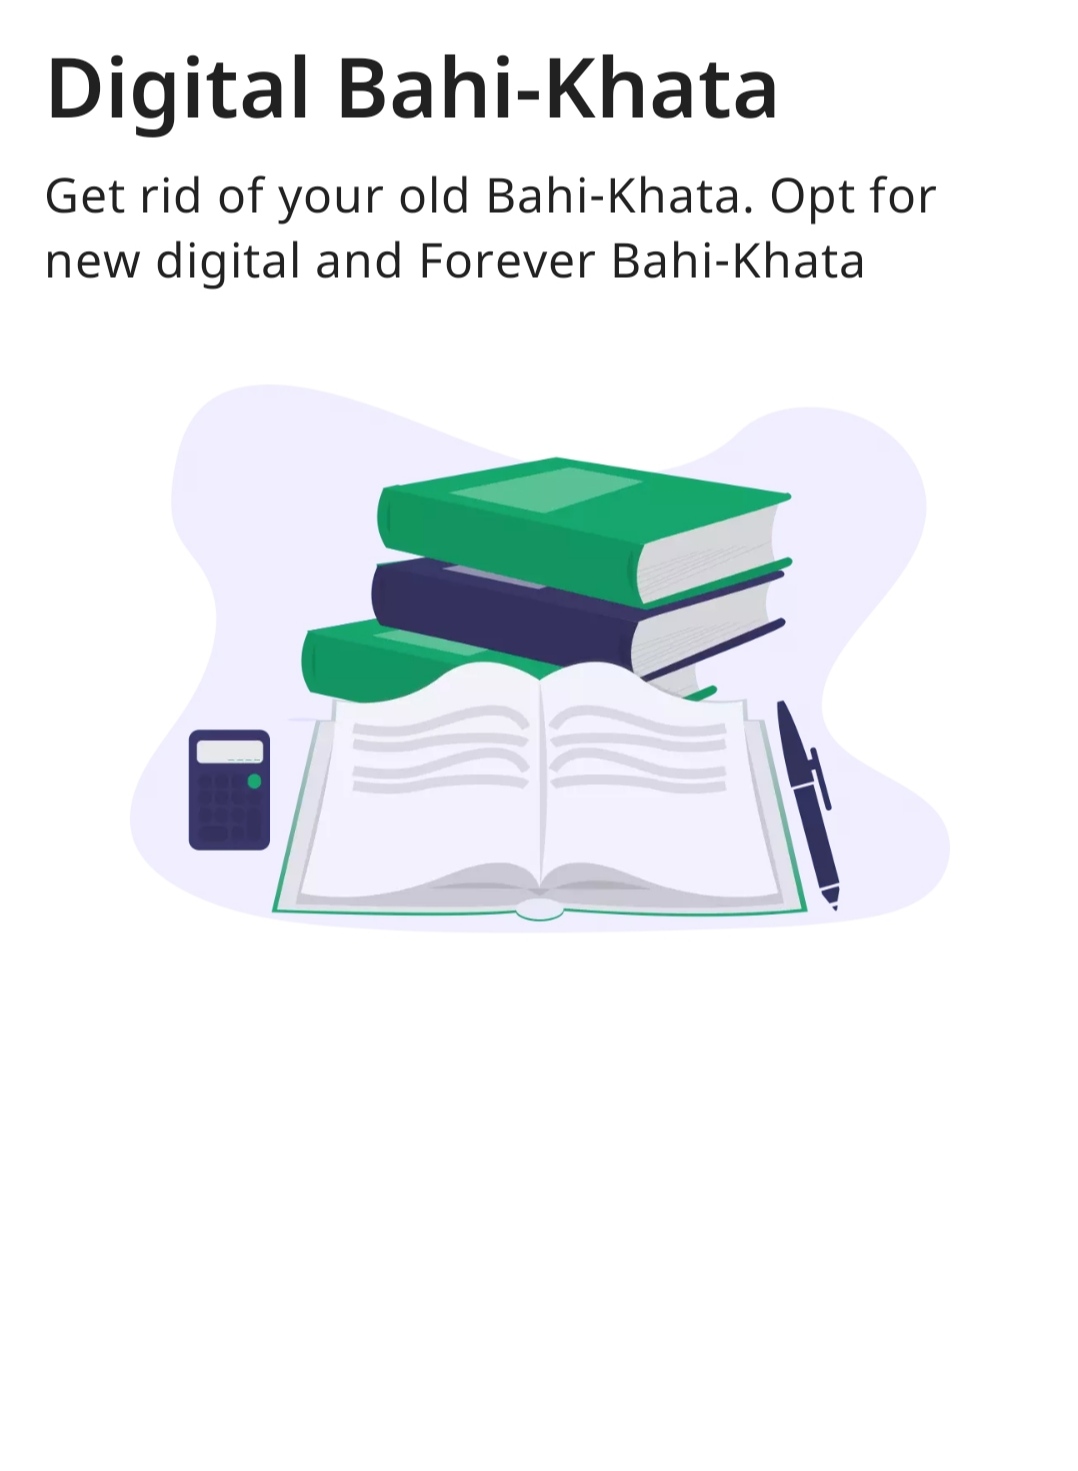 Digital Bahi-Khata
Get rid of your old Bahi-Khata. Opt for
new digital and Forever Bahi-Khata